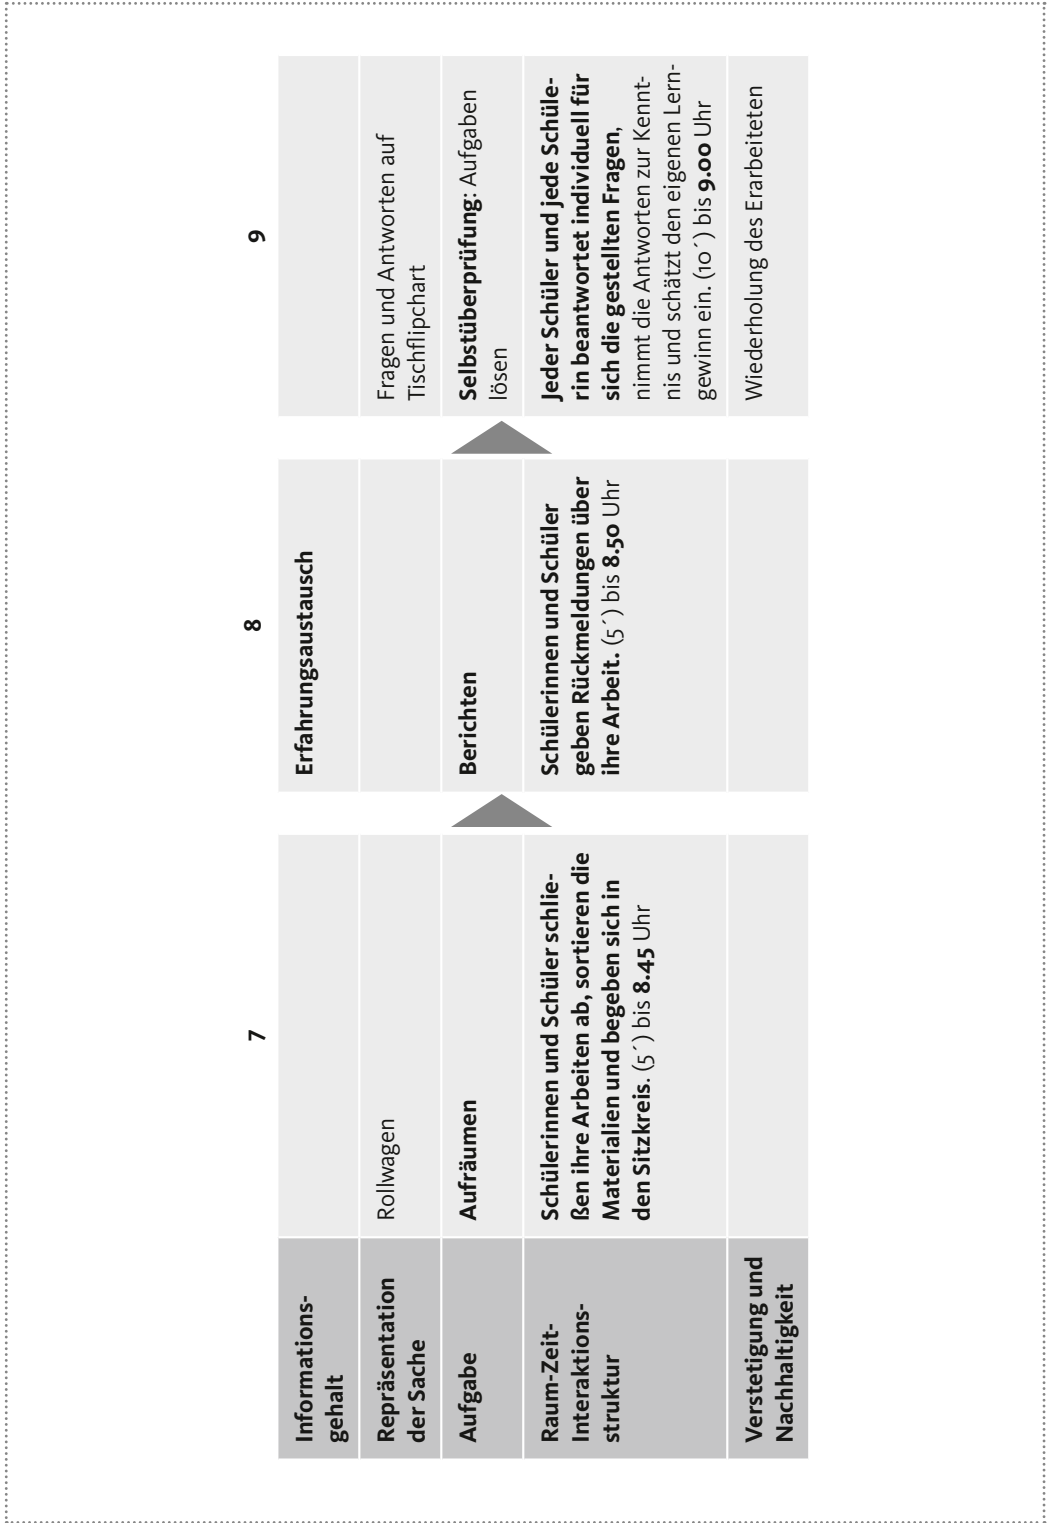 7
8
9
Informations-
gehalt
Erfahrungsaustausch
Repräsentation
der Sache
Rollwagen
Fragen und Antworten auf
Tischflipchart
Aufgabe
Aufräumen
Berichten
Selbstüberprüfung: Aufgaben
lösen
Raum-Zeit-
Interaktions-
struktur
Schülerinnen und Schüler schlie-
ßen ihre Arbeiten ab, sortieren die
Materialien und begeben sich in
den Sitzkreis. (5´) bis 8.45 Uhr
Schülerinnen und Schüler
geben Rückmeldungen über
ihre Arbeit. (5´) bis 8.50 Uhr
Jeder Schüler und jede Schüle-
rin beantwortet individuell für
sich die gestellten Fragen,
nimmt die Antworten zur Kennt-
nis und schätzt den eigenen Lern-
gewinn ein. (10´) bis 9.00 Uhr
Verstetigung und
Nachhaltigkeit
Wiederholung des Erarbeiteten